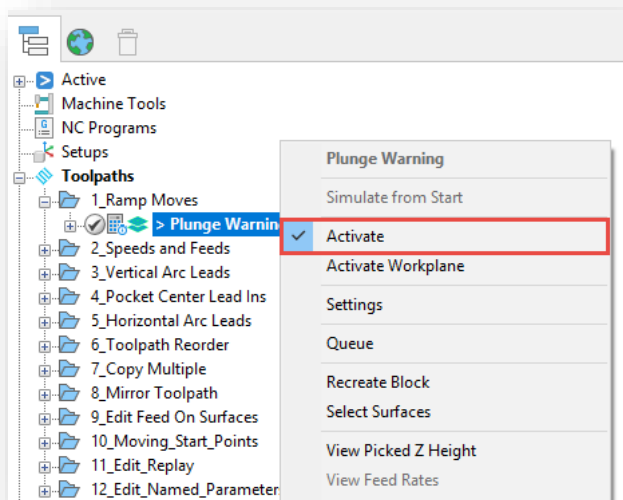 Active
Machine Tools
NC Programs
Setups
Toolpaths
1_Ramp Moves
> Plunge Warning
2_Speeds and Feeds
3_Vertical Arc Leads
4_Pocket Center Lead Ins
5_Horizontal Arc Leads
6_Toolpath Reorder
7_Copy Multiple
8_Mirror Toolpath
9_Edit Feed On Surfaces
10_Moving_Start_Points
11_Edit_Replay
12_Edit_Named_Parameter
Plunge Warning
Simulate from Start
Activate
Activate Workplane
Settings
Queue
Recreate Block
Select Surfaces
View Picked Z Height
View Feed Rates